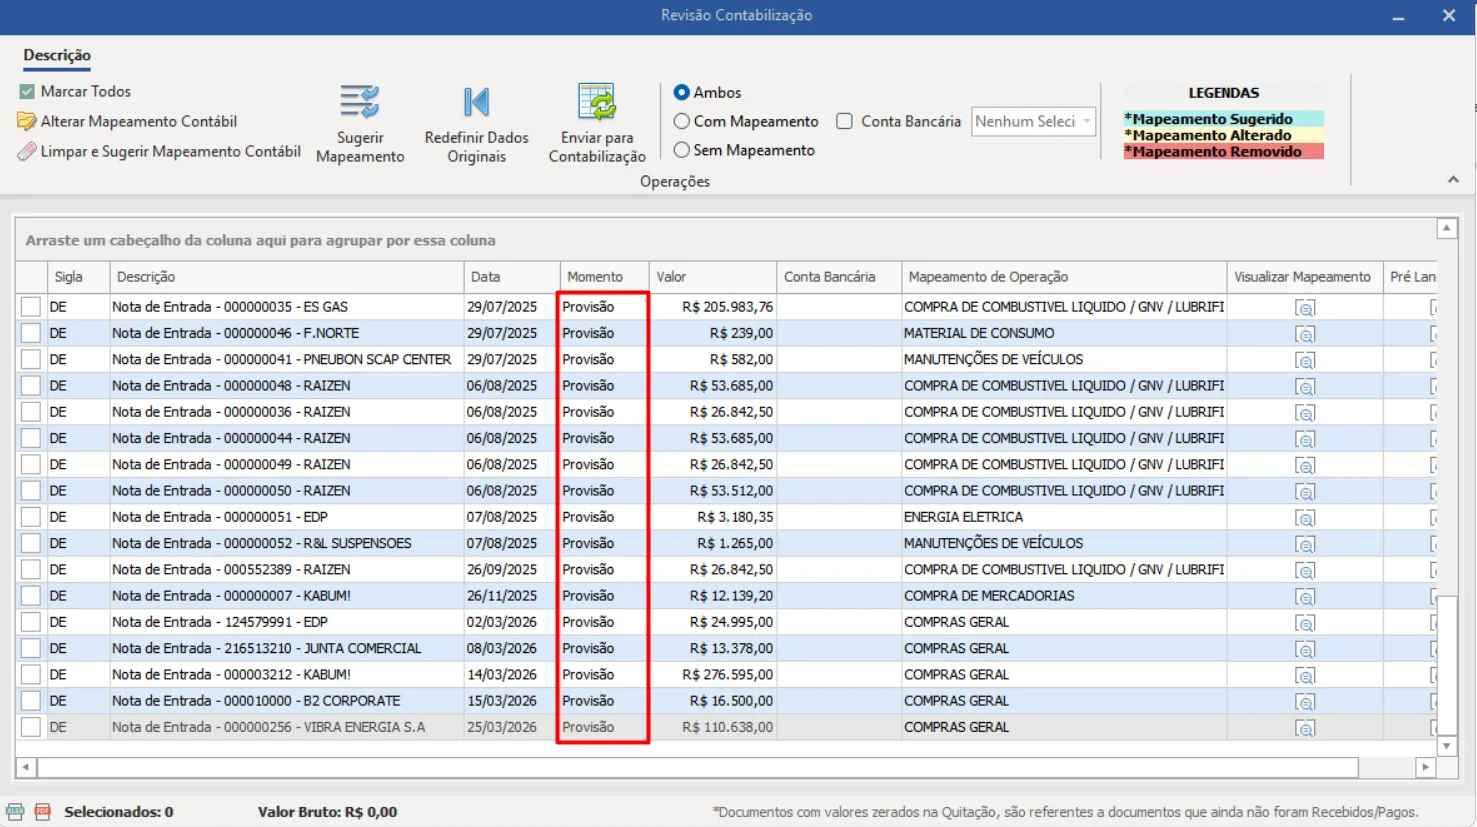 Revisão Contabilização
Descrição
Marcar Todos
Alterar Mapeamento Contábil
Limpar e Sugerir Mapeamento Contábil
Sugerir
Mapeamento
Redefinir Dados
Originais
Enviar para
Contabilização
Ambos
Com Mapeamento
Sem Mapeamento
Conta Bancária
Nenhum Seleci
LEGENDAS
*Mapeamento Sugerido
*Mapeamento Alterado
*Mapeamento Removido
Operações
Arraste um cabeçalho da coluna aqui para agrupar por essa coluna
Sigla Descrição Data Momento Valor Conta Bancária Mapeamento de Operação Visualizar Mapeamento Pré Lan
DE Nota de Entrada - 000000035 - ES GAS 29/07/2025 Provisão R$ 205.983,76 COMPRA DE COMBUSTIVEL LIQUIDO / GNV / LUBRIFI
DE Nota de Entrada - 000000046 - F.NORTE 29/07/2025 Provisão R$ 239,00 MATERIAL DE CONSUMO
DE Nota de Entrada - 000000041 - PNEUBON SCAP CENTER 29/07/2025 Provisão R$ 582,00 MANUTENÇÕES DE VEÍCULOS
DE Nota de Entrada - 000000048 - RAIZEN 06/08/2025 Provisão R$ 53.685,00 COMPRA DE COMBUSTIVEL LIQUIDO / GNV / LUBRIFI
DE Nota de Entrada - 000000036 - RAIZEN 06/08/2025 Provisão R$ 26.842,50 COMPRA DE COMBUSTIVEL LIQUIDO / GNV / LUBRIFI
DE Nota de Entrada - 000000044 - RAIZEN 06/08/2025 Provisão R$ 53.685,00 COMPRA DE COMBUSTIVEL LIQUIDO / GNV / LUBRIFI
DE Nota de Entrada - 000000049 - RAIZEN 06/08/2025 Provisão R$ 26.842,50 COMPRA DE COMBUSTIVEL LIQUIDO / GNV / LUBRIFI
DE Nota de Entrada - 000000050 - RAIZEN 06/08/2025 Provisão R$ 53.512,00 COMPRA DE COMBUSTIVEL LIQUIDO / GNV / LUBRIFI
DE Nota de Entrada - 000000051 - EDP 07/08/2025 Provisão R$ 3.180,35 ENERGIA ELETRICA
DE Nota de Entrada - 000000052 - R&L SUSPENSOES 07/08/2025 Provisão R$ 1.265,00 MANUTENÇÕES DE VEÍCULOS
DE Nota de Entrada - 000552389 - RAIZEN 26/09/2025 Provisão R$ 26.842,50 COMPRA DE COMBUSTIVEL LIQUIDO / GNV / LUBRIFI
DE Nota de Entrada - 000000007 - KABUM! 26/11/2025 Provisão R$ 12.139,20 COMPRA DE MERCADORIAS
DE Nota de Entrada - 124579991 - EDP 02/03/2026 Provisão R$ 24.995,00 COMPRAS GERAL
DE Nota de Entrada - 216513210 - JUNTA COMERCIAL 08/03/2026 Provisão R$ 13.378,00 COMPRAS GERAL
DE Nota de Entrada - 000003212 - KABUM! 14/03/2026 Provisão R$ 276.595,00 COMPRAS GERAL
DE Nota de Entrada - 000010000 - B2 CORPORATE 15/03/2026 Provisão R$ 16.500,00 COMPRAS GERAL
DE Nota de Entrada - 000000256 - VIBRA ENERGIA S.A 25/03/2026 Provisão R$ 110.638,00 COMPRAS GERAL
Selecionados: 0 Valor Bruto: R$ 0,00 *Documentos com valores zerados na Quitação, são referentes a documentos que ainda não foram Recebidos/Pagos.